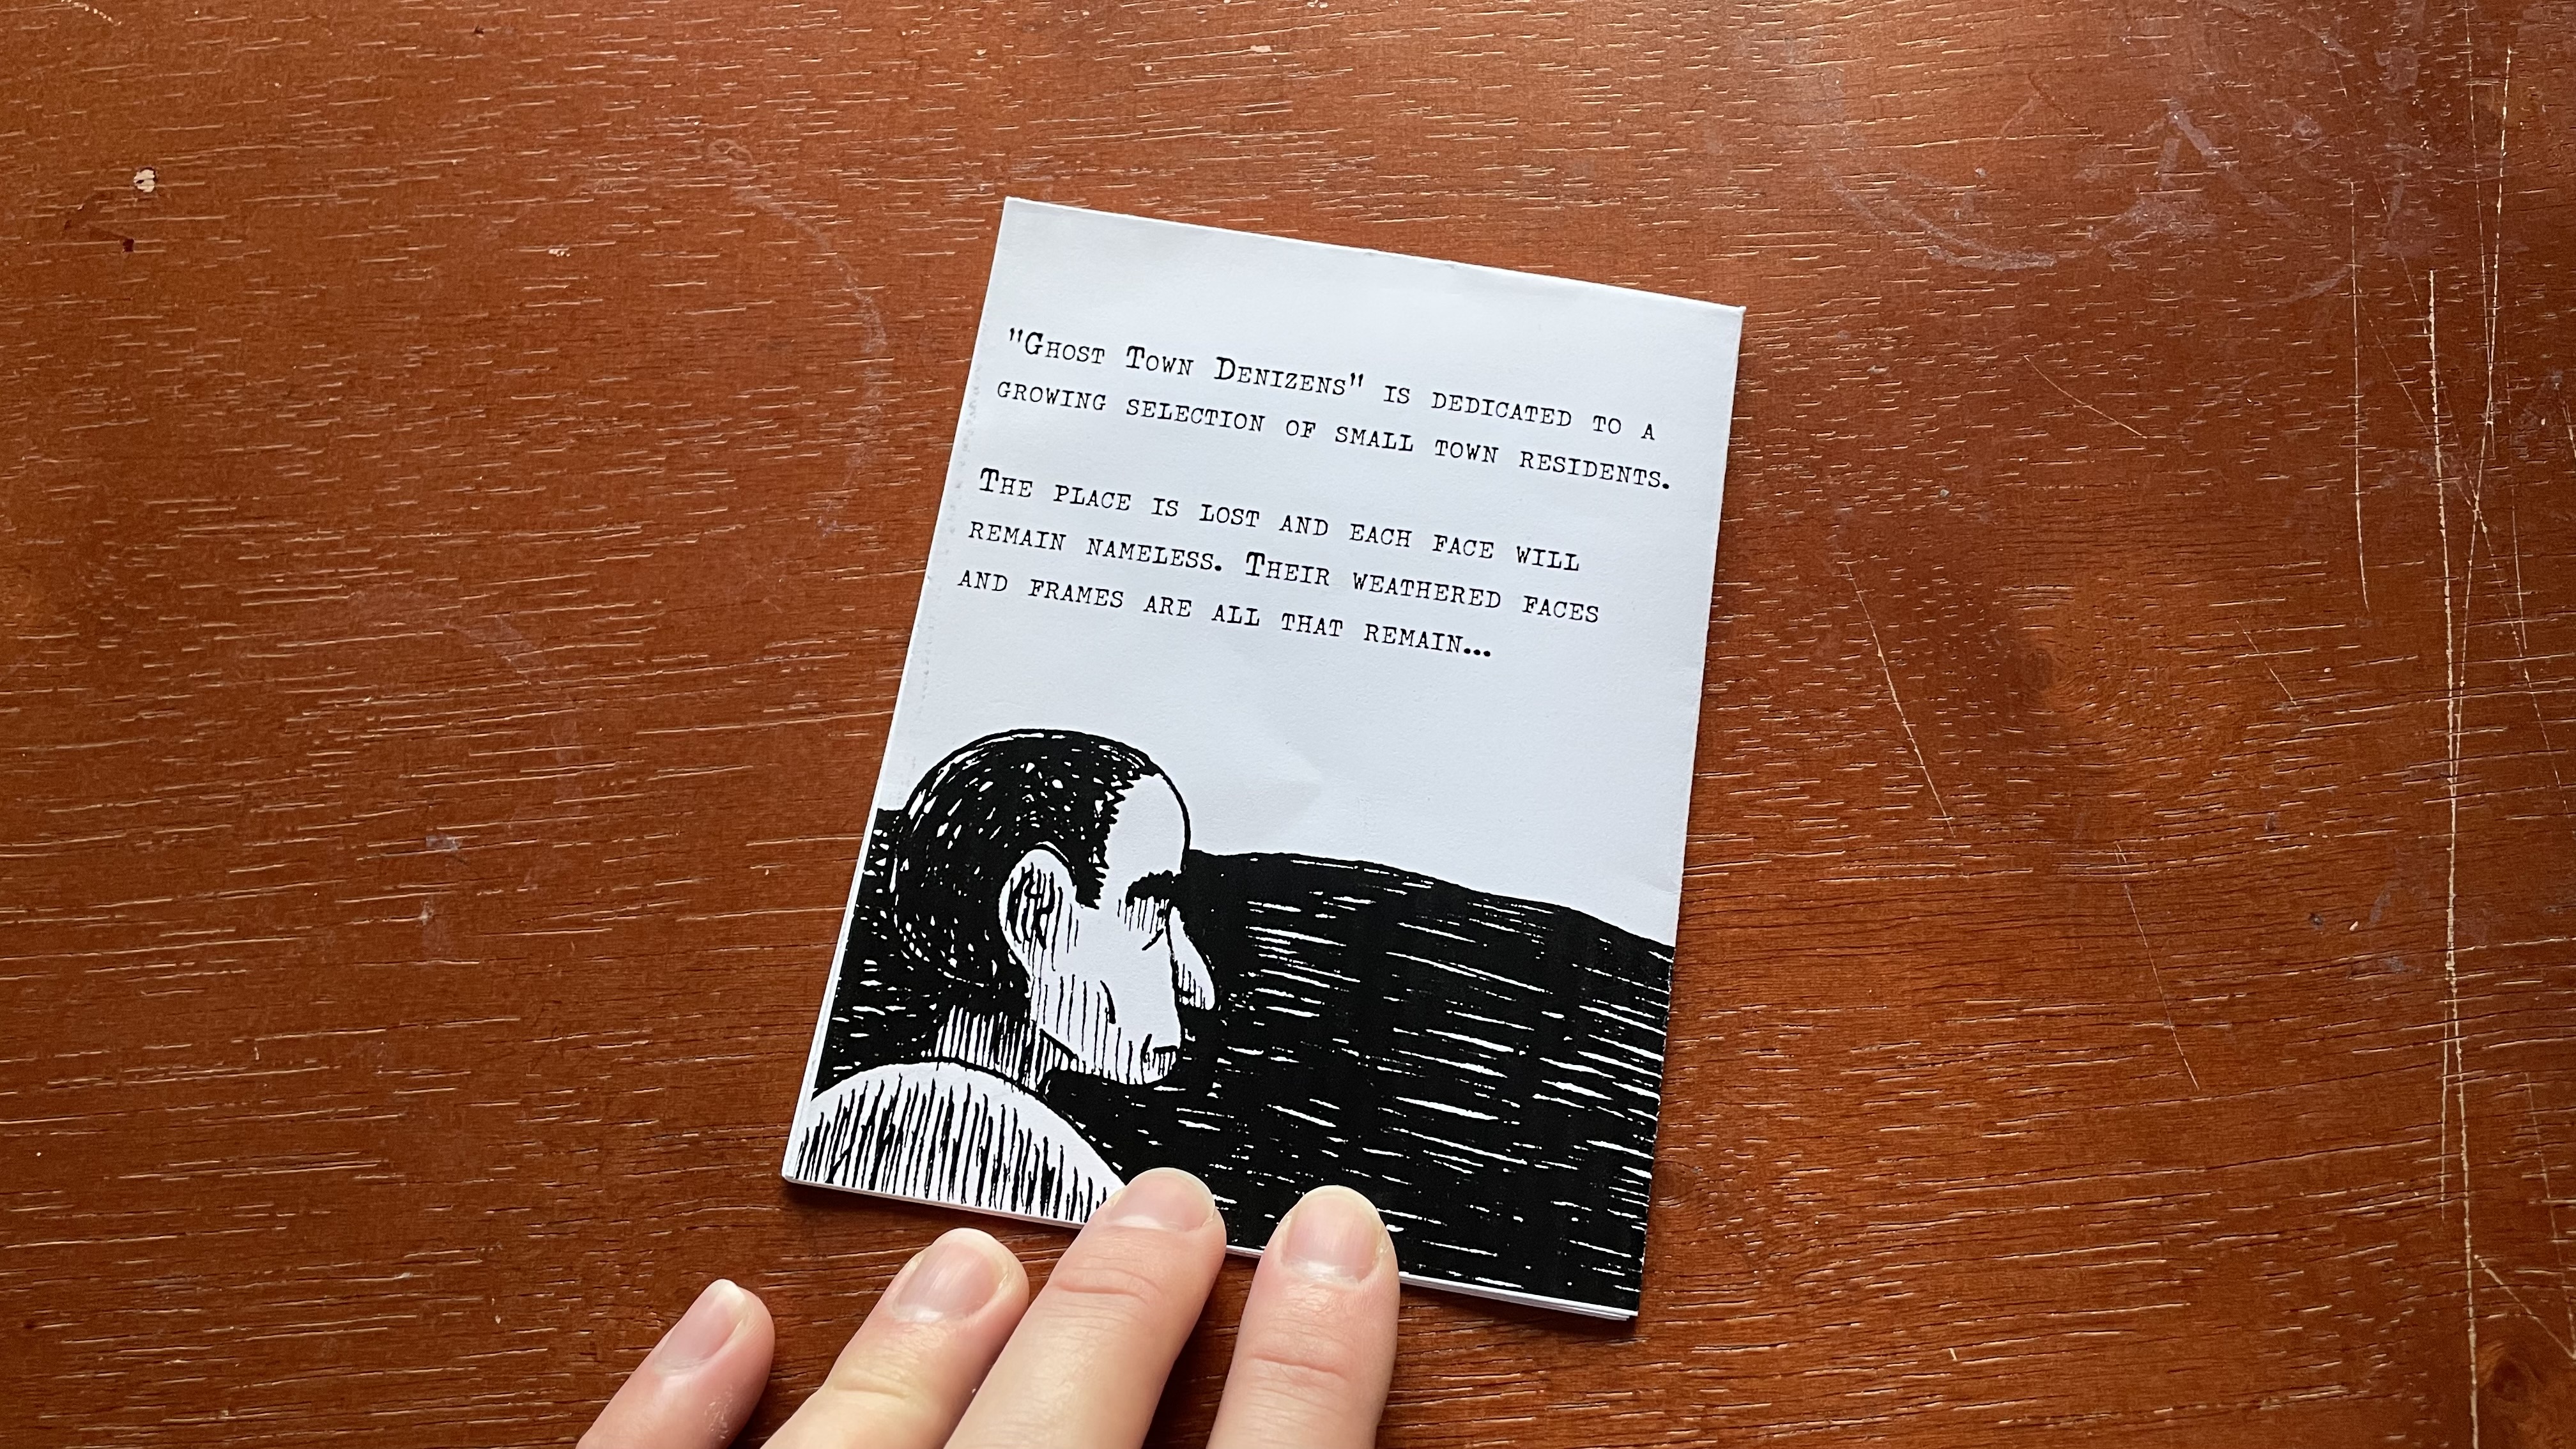 "Ghost Town Denizens" is dedicated to a
growing selection of small town residents.
The place is lost and each face will
remain nameless. Their weathered faces
and frames are all that remain...